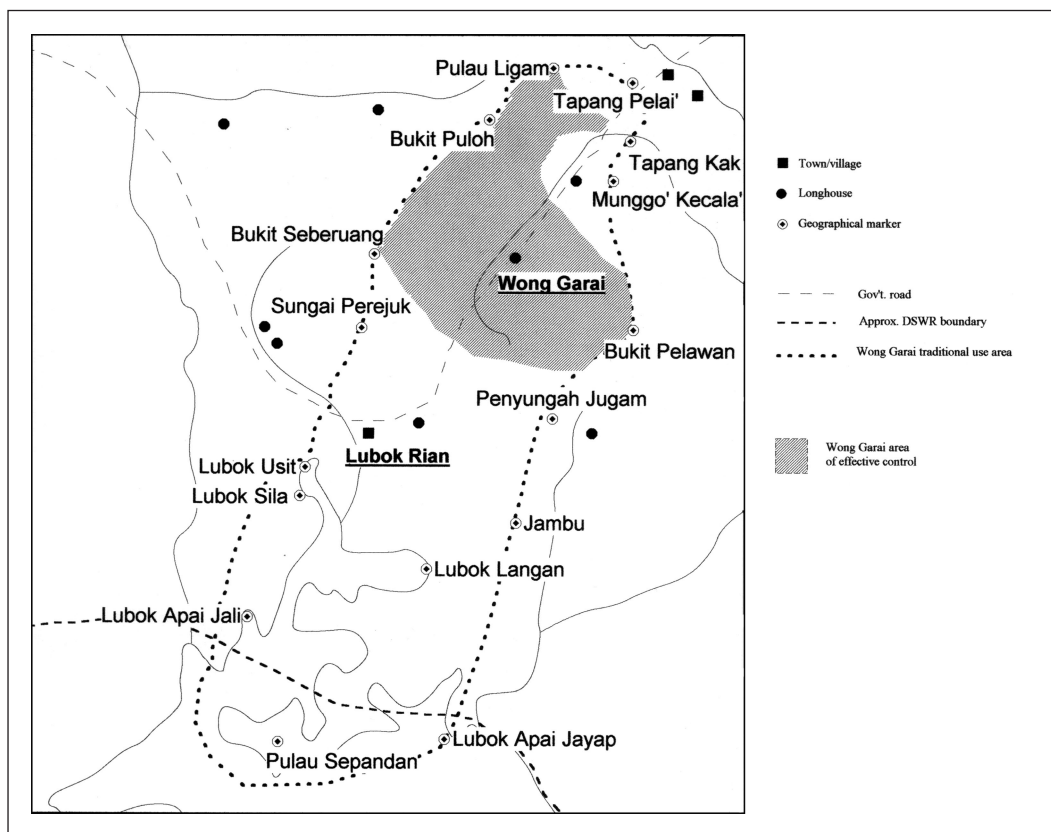 Pulau Ligam
Tapang Pelai'
Bukit Puloh
Tapang Kak
Munggo' Kecala'
Bukit Seberuang
Wong Garai
Sungai Perejuk
Bukit Pelawan
Penyungah Jugam
Lubok Rian
Lubok Usit
Lubok Sila
Jambu
Lubok Langan
Lubok Apai Jali
Lubok Apai Jayap
Pulau Sepandan
Town/village
Longhouse
Geographical marker
Gov't. road
Approx. DSWR boundary
Wong Garai traditional use area
Wong Garai area
of effective control